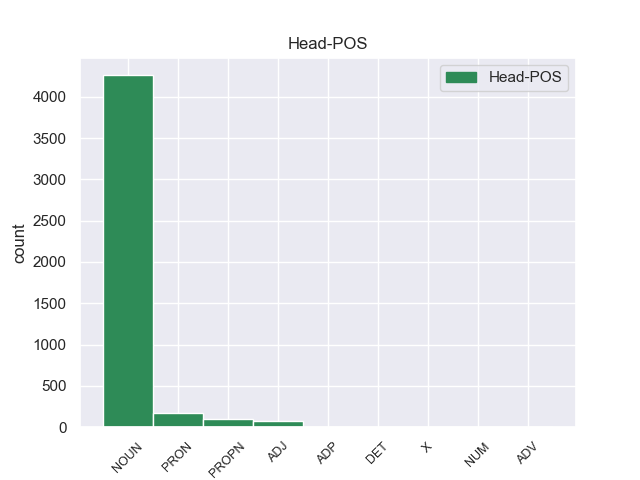 Head-POS
Head-POS
count
4000
3500
3000
2500
2000
1500
1000
500
0
NOUN
PRON
PROPN
ADJ
ADP
DET
X
NUM
ADV